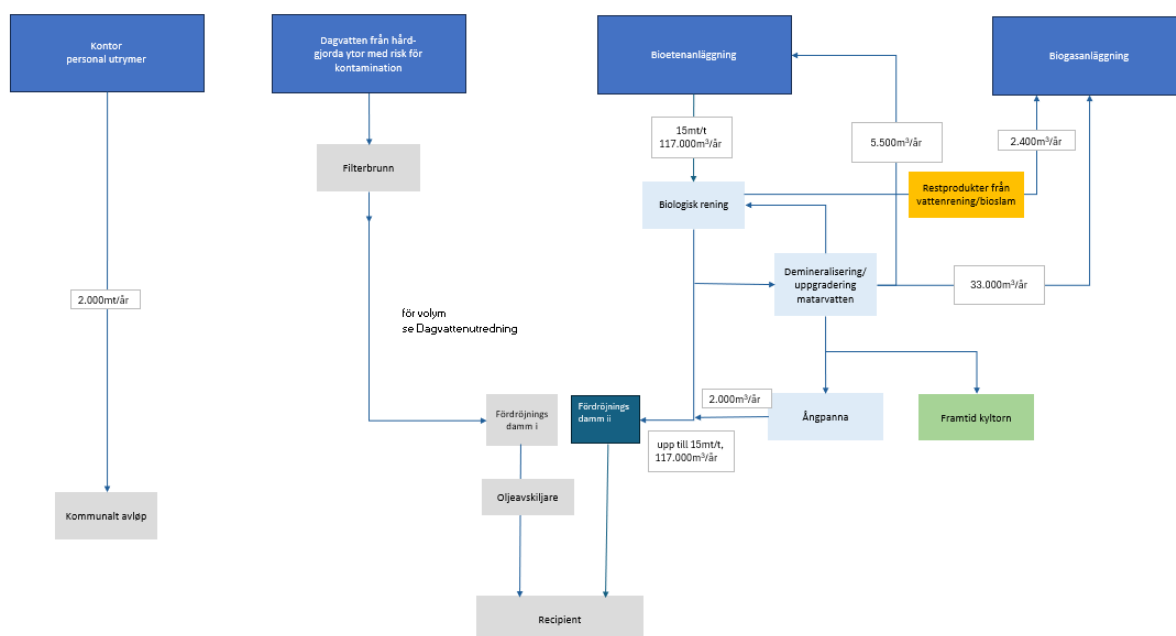 Kontor
personal utrymer
Dagvatten från hård-
gjorda ytor med risk för
kontamination
Bioetenanläggning
Biogasanläggning
15mt/t
117.000m³/år
5.500m³/år
2.400m³/år
Filterbrunn
Biologisk rening
Restprodukter från
vattenrening/bioslam
Demineralisering/
uppgradering
matarvatten
33.000m³/år
2.000mt/år
för volym
se Dagvattenutredning
2.000m³/år
Fördröjnings
damm i
Fördröjnings
damm ii
Ångpanna
Framtid kyltorn
upp till 15mt/t,
117.000m³/år
Oljeavskiljare
Kommunalt avløp
Recipient